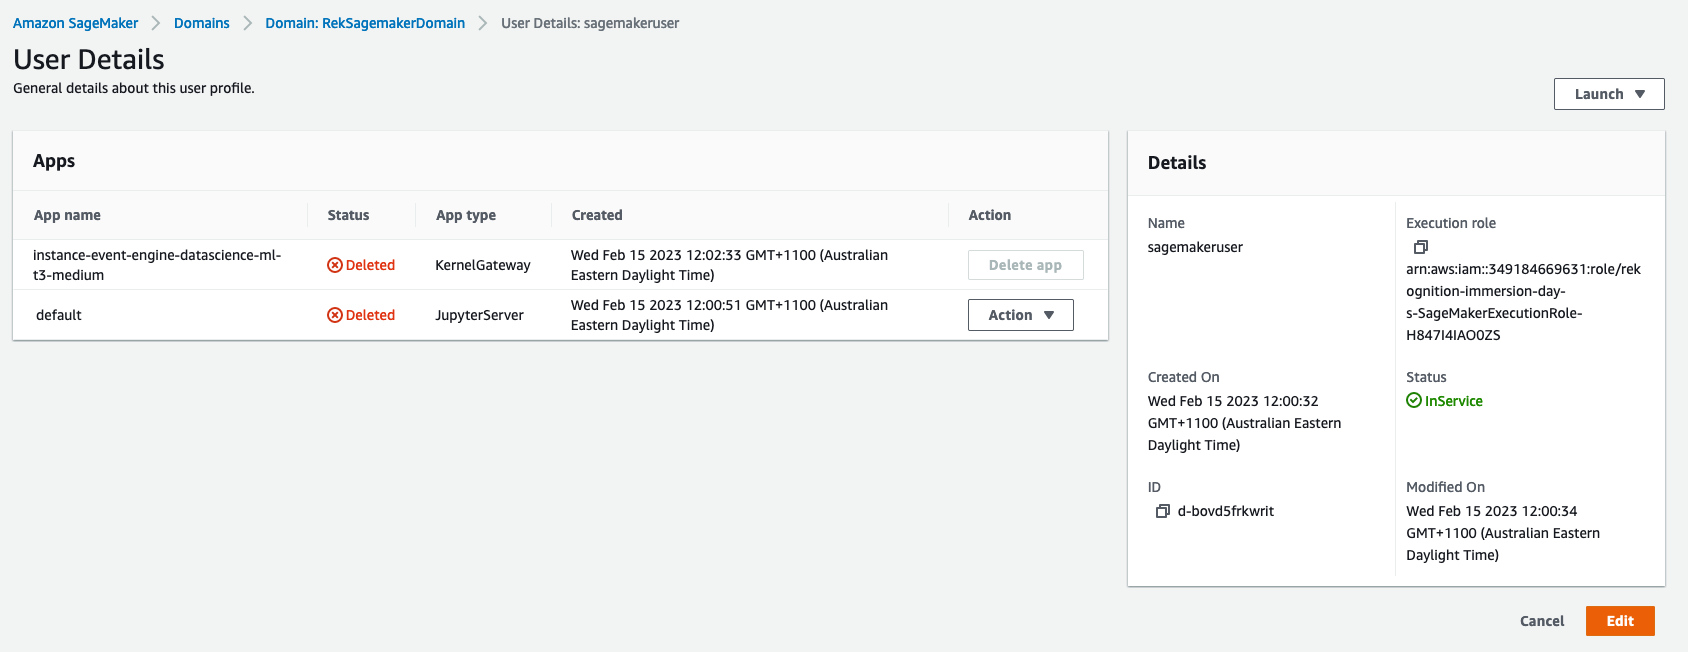 Amazon SageMaker > Domains > Domain: RekSagemakerDomain > User Details: sagemakeruser
User Details
General details about this user profile.
Launch ▼
Apps
App name Status App type Created Action
instance-event-engine-datascience-ml-
t3-medium
Deleted
KernelGateway
Wed Feb 15 2023 12:02:33 GMT+1100 (Australian
Eastern Daylight Time)
Delete app
default
Deleted
JupyterServer
Wed Feb 15 2023 12:00:51 GMT+1100 (Australian
Eastern Daylight Time)
Action ▼
Details
Name
sagemakeruser
Execution role
arn:aws:iam::349184669631:role/rek
ognition-immersion-day-
s-SageMakerExecutionRole-
H847I4IAO0ZS
Created On
Wed Feb 15 2023 12:00:32
GMT+1100 (Australian Eastern
Daylight Time)
Status
InService
ID
d-bovd5frkwrit
Modified On
Wed Feb 15 2023 12:00:34
GMT+1100 (Australian Eastern
Daylight Time)
Cancel
Edit